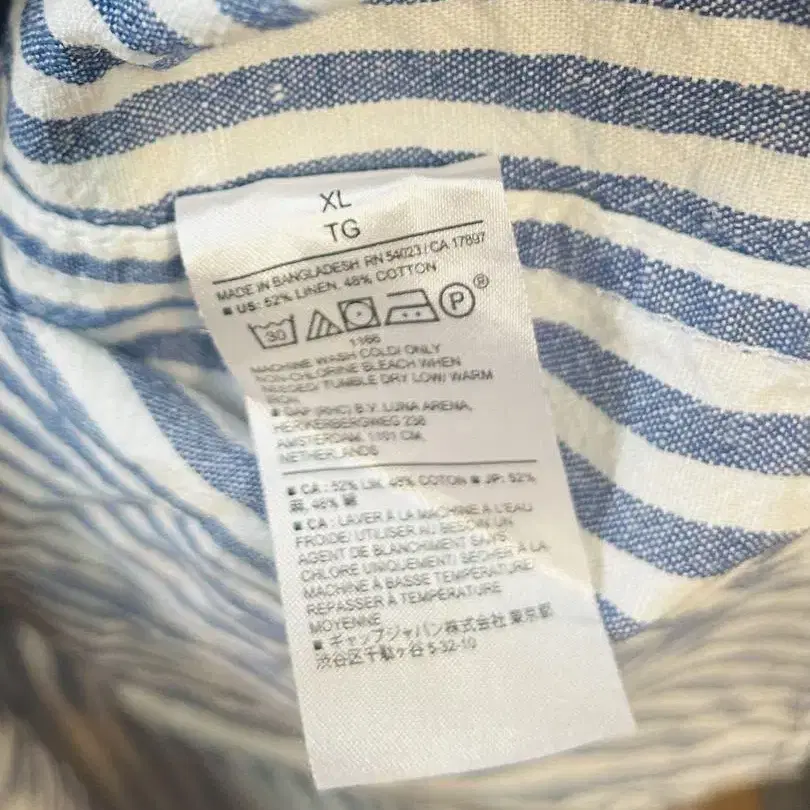 XL
TG
MADE IN BANGLADESH RN 54023 / CA 17897
■ US: 52% LINEN, 48% COTTON
30 P ®
1166
MACHINE WASH COLD/ ONLY
NON-CHLORINE BLEACH WHEN
NEEDED/ TUMBLE DRY LOW/ WARM
IRON
■ GAP (RHC) B.V. LUNA ARENA,
HERIKERBERGWEG 238
AMSTERDAM, 1101 CM,
NETHERLANDS
■ CA : 52% LIN, 48% COTON ■ JP: 52%
麻, 48% 綿
■ CA : LAVER À LA MACHINE À L'EAU
FROIDE/ UTILISER AU BESOIN UN
AGENT DE BLANCHIMENT SANS
CHLORE UNIQUEMENT/ SÉCHER À LA
MACHINE À BASSE TEMPÉRATURE/
REPASSER À TEMPÉRATURE
MOYENNE
■ ギャップジャパン株式会社 東京都
渋谷区千駄ヶ谷 5-32-10